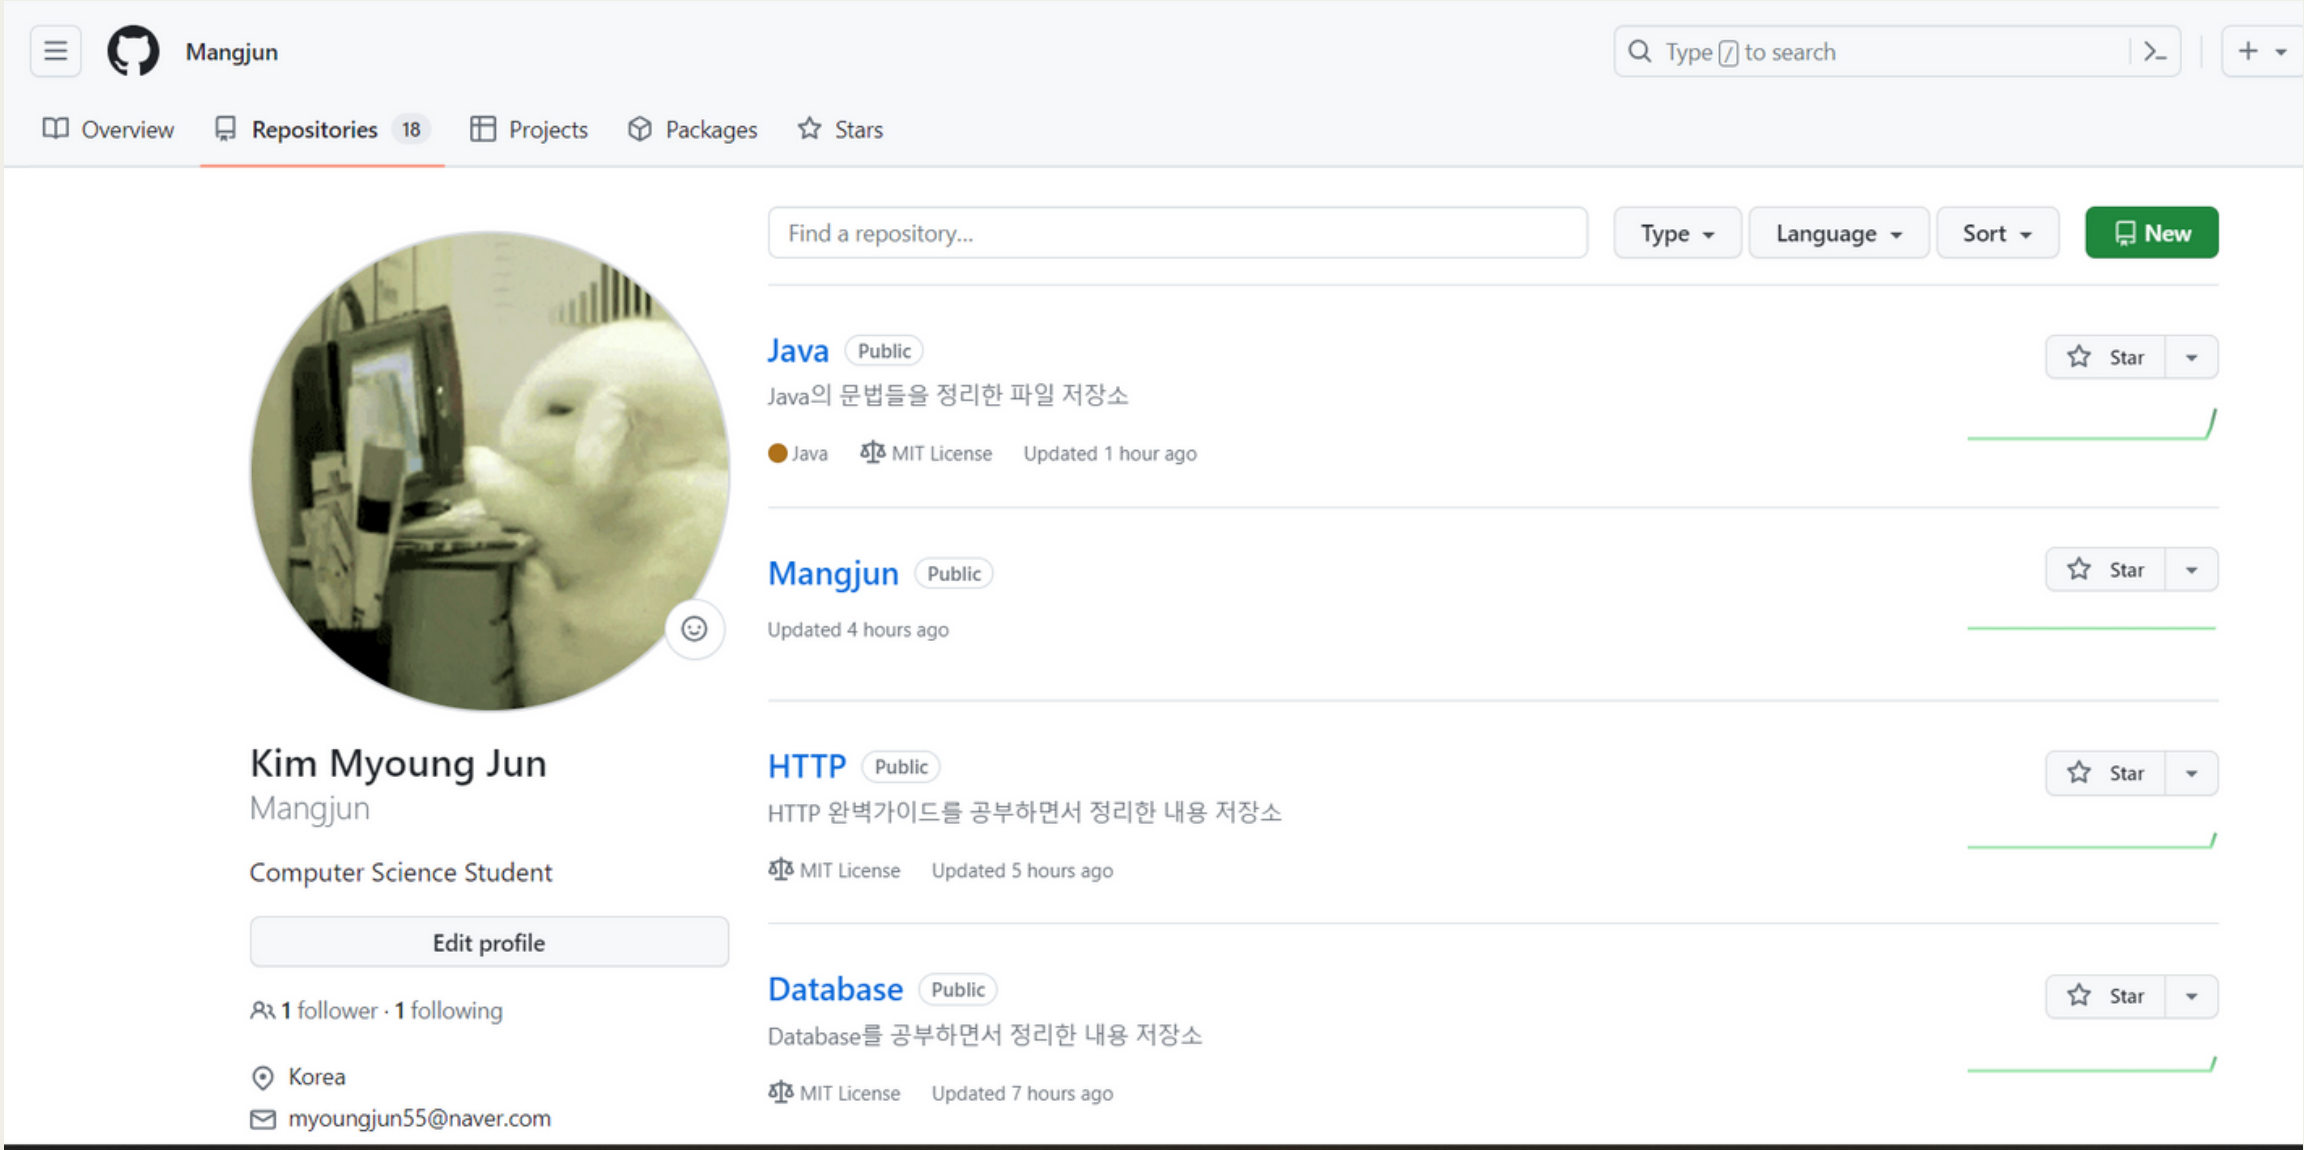 Mangjun
Type / to search
Overview
Repositories 18
Projects
Packages
Stars
Find a repository...
Type
Language
Sort
New
Java Public
Star
Java의 문법들을 정리한 파일 저장소
Java MIT License Updated 1 hour ago
Mangjun Public
Star
Updated 4 hours ago
HTTP Public
Star
HTTP 완벽가이드를 공부하면서 정리한 내용 저장소
MIT License Updated 5 hours ago
Database Public
Star
Database를 공부하면서 정리한 내용 저장소
MIT License Updated 7 hours ago
Kim Myoung Jun
Mangjun
Computer Science Student
Edit profile
1 follower · 1 following
Korea
myoungjun55@naver.com